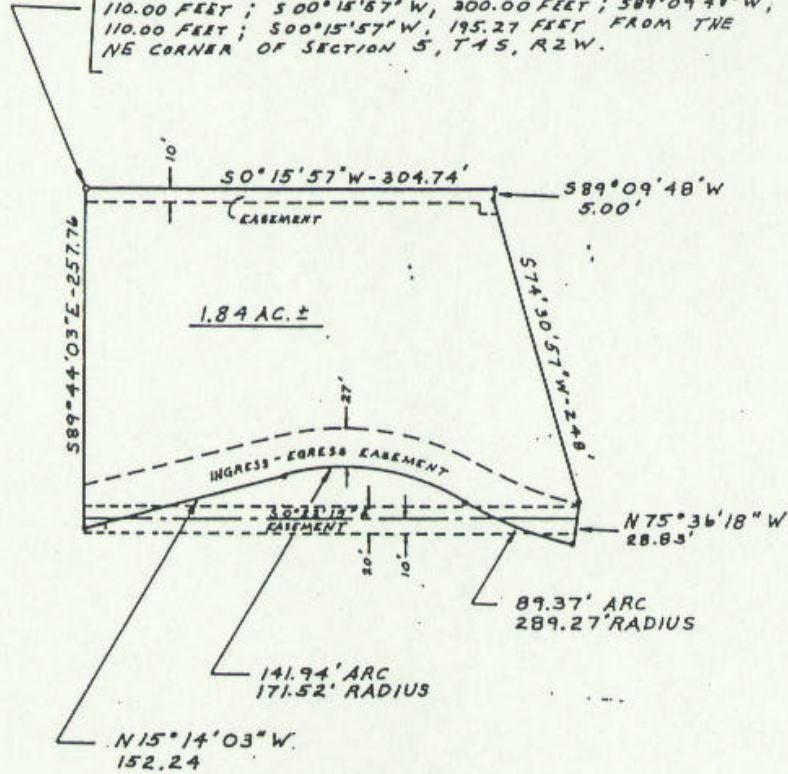 110.00 FEET ; S 00°15'57" W, 300.00 FEET ; S89°09'48" W,
110.00 FEET ; S00°15'57" W, 195.27 FEET FROM THE
NE CORNER OF SECTION 5, T4S, R2W.
10'
S0°15'57"W-304.74'
S89°09'48"W
5.00'
EASEMENT
S89°44'03"E-257.76
1.84 AC. ±
S74°30'57"W-248'
27'
INGRESS - EGRESS EASEMENT
EASEMENT
N75°36'18" W
28.83'
20'
10'
89.37' ARC
289.27' RADIUS
141.94' ARC
171.52' RADIUS
N15°14'03"W
152.24